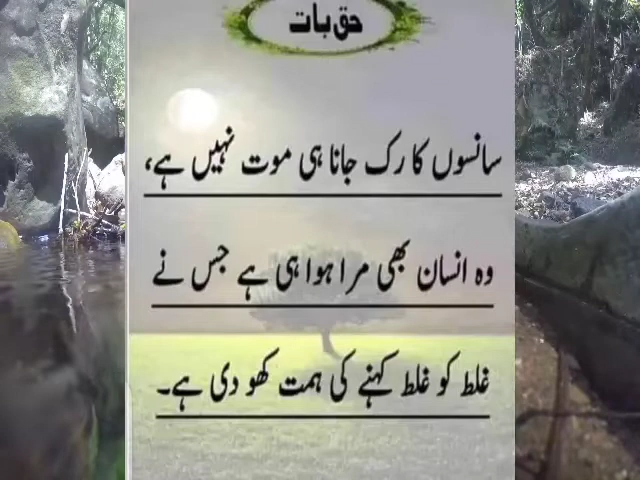 حق بات
سانسوں کا رک جانا ہی موت نہیں ہے،
وہ انسان بھی مرا ہوا ہی ہے جس نے
غلط کو غلط کہنے کی ہمت کھو دی ہے۔